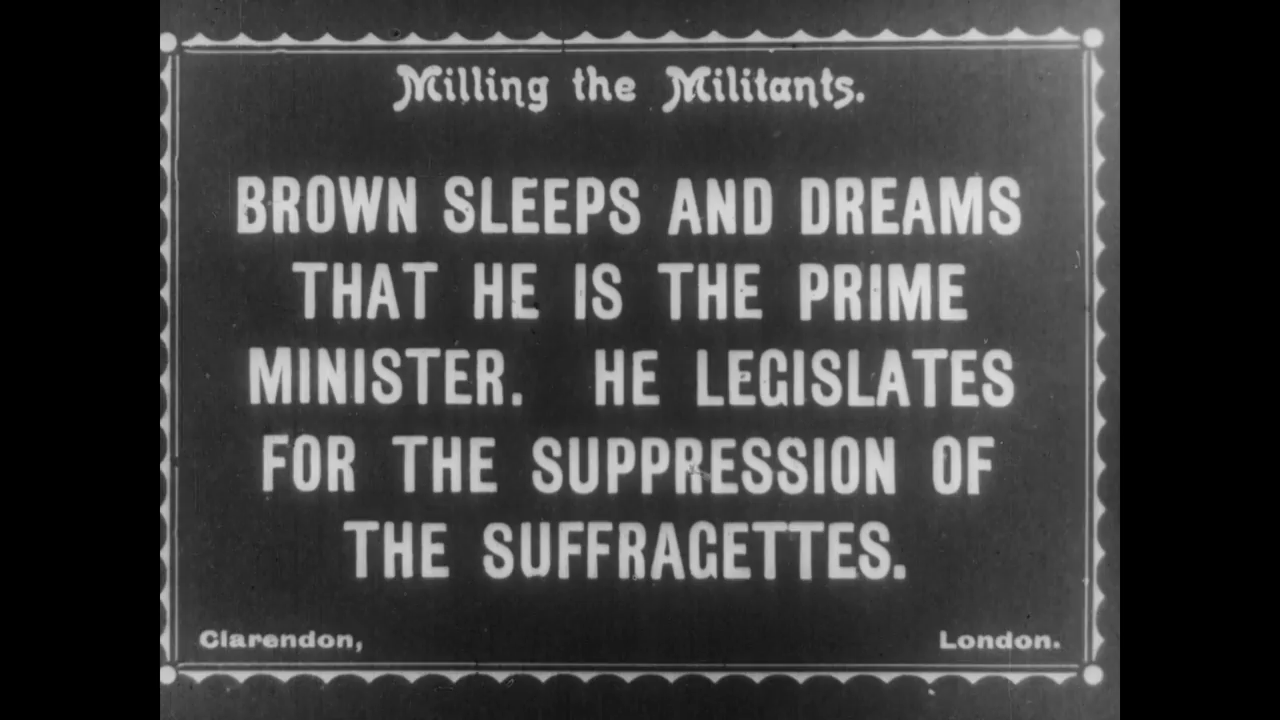 Milling the Militants.
BROWN SLEEPS AND DREAMS
THAT HE IS THE PRIME
MINISTER. HE LEGISLATES
FOR THE SUPPRESSION OF
THE SUFFRAGETTES.
Clarendon, London.